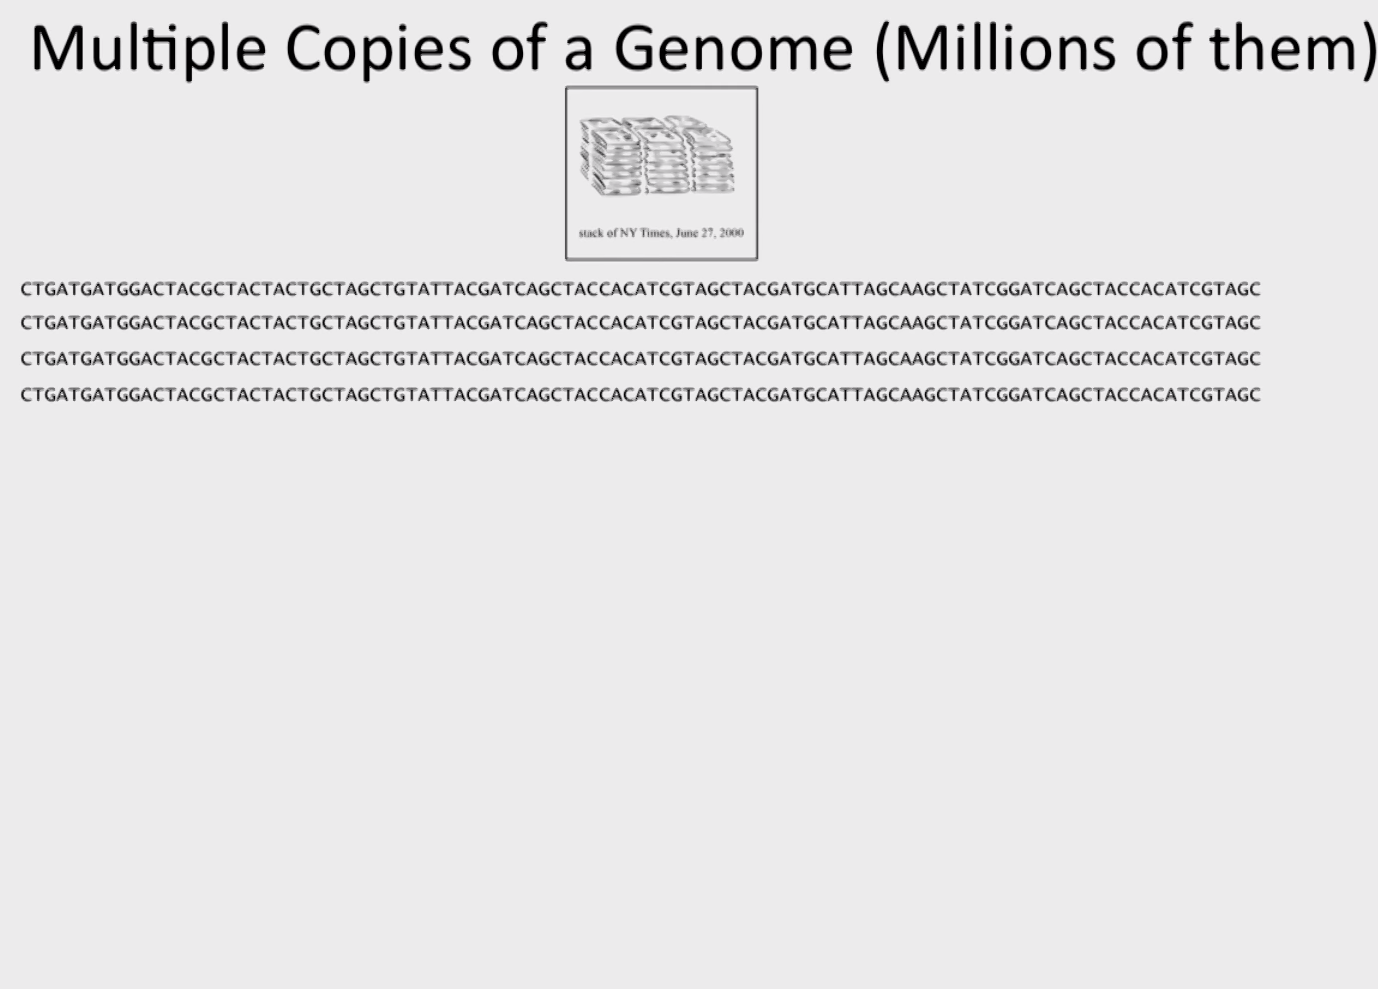 Multiple Copies of a Genome (Millions of them)
stack of NY Times, June 27, 2000
CTGATGATGGACTACGCTACTACTGCTAGCTGTATTACGATCAGCTACCACATCGTAGCTACGATGCATTAGCAAGCTATCGGATCAGCTACCACATCGTAGC
CTGATGATGGACTACGCTACTACTGCTAGCTGTATTACGATCAGCTACCACATCGTAGCTACGATGCATTAGCAAGCTATCGGATCAGCTACCACATCGTAGC
CTGATGATGGACTACGCTACTACTGCTAGCTGTATTACGATCAGCTACCACATCGTAGCTACGATGCATTAGCAAGCTATCGGATCAGCTACCACATCGTAGC
CTGATGATGGACTACGCTACTACTGCTAGCTGTATTACGATCAGCTACCACATCGTAGCTACGATGCATTAGCAAGCTATCGGATCAGCTACCACATCGTAGC